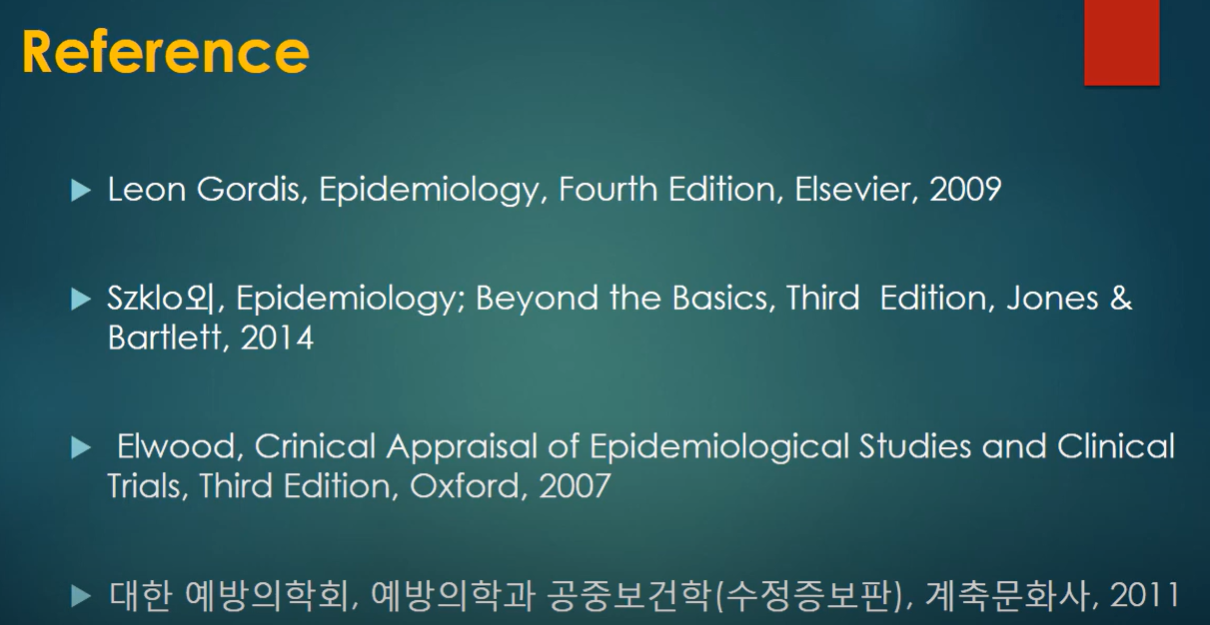 Reference
Leon Gordis, Epidemiology, Fourth Edition, Elsevier, 2009
Szklo외, Epidemiology; Beyond the Basics, Third Edition, Jones &
Bartlett, 2014
Elwood, Crinical Appraisal of Epidemiological Studies and Clinical
Trials, Third Edition, Oxford, 2007
대한 예방의학회, 예방의학과 공중보건학(수정증보판), 계축문화사, 2011